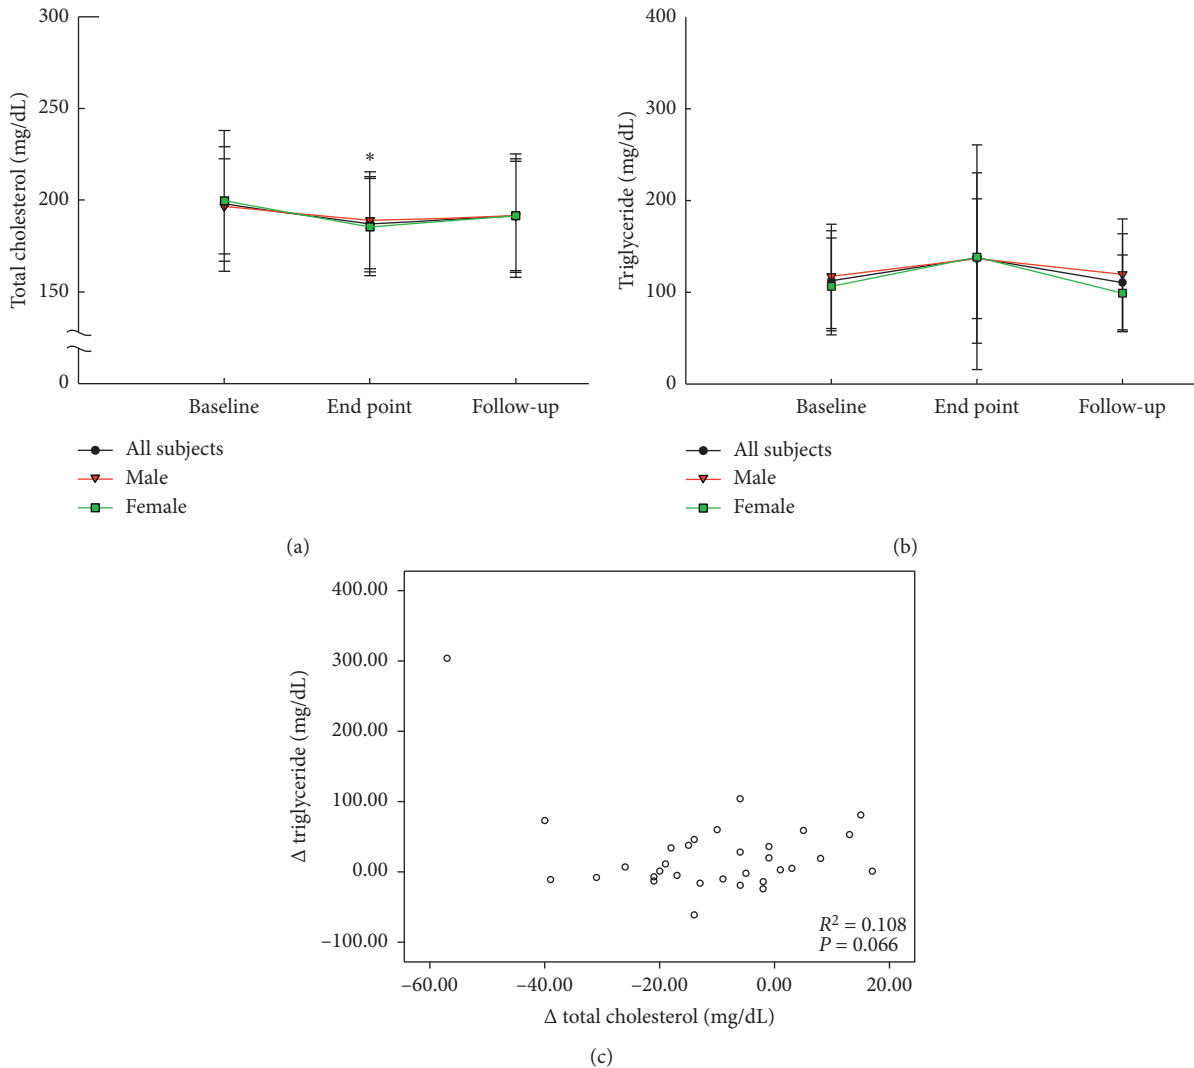 300
250
200
150
0
Total cholesterol (mg/dL)
*
Baseline
End point
Follow-up
All subjects
Male
Female
(a)
400
300
200
100
0
Triglyceride (mg/dL)
Baseline
End point
Follow-up
All subjects
Male
Female
(b)
400.00
300.00
200.00
100.00
0.00
−100.00
Δ triglyceride (mg/dL)
R² = 0.108
P = 0.066
−60.00
−40.00
−20.00
0.00
20.00
Δ total cholesterol (mg/dL)
(c)